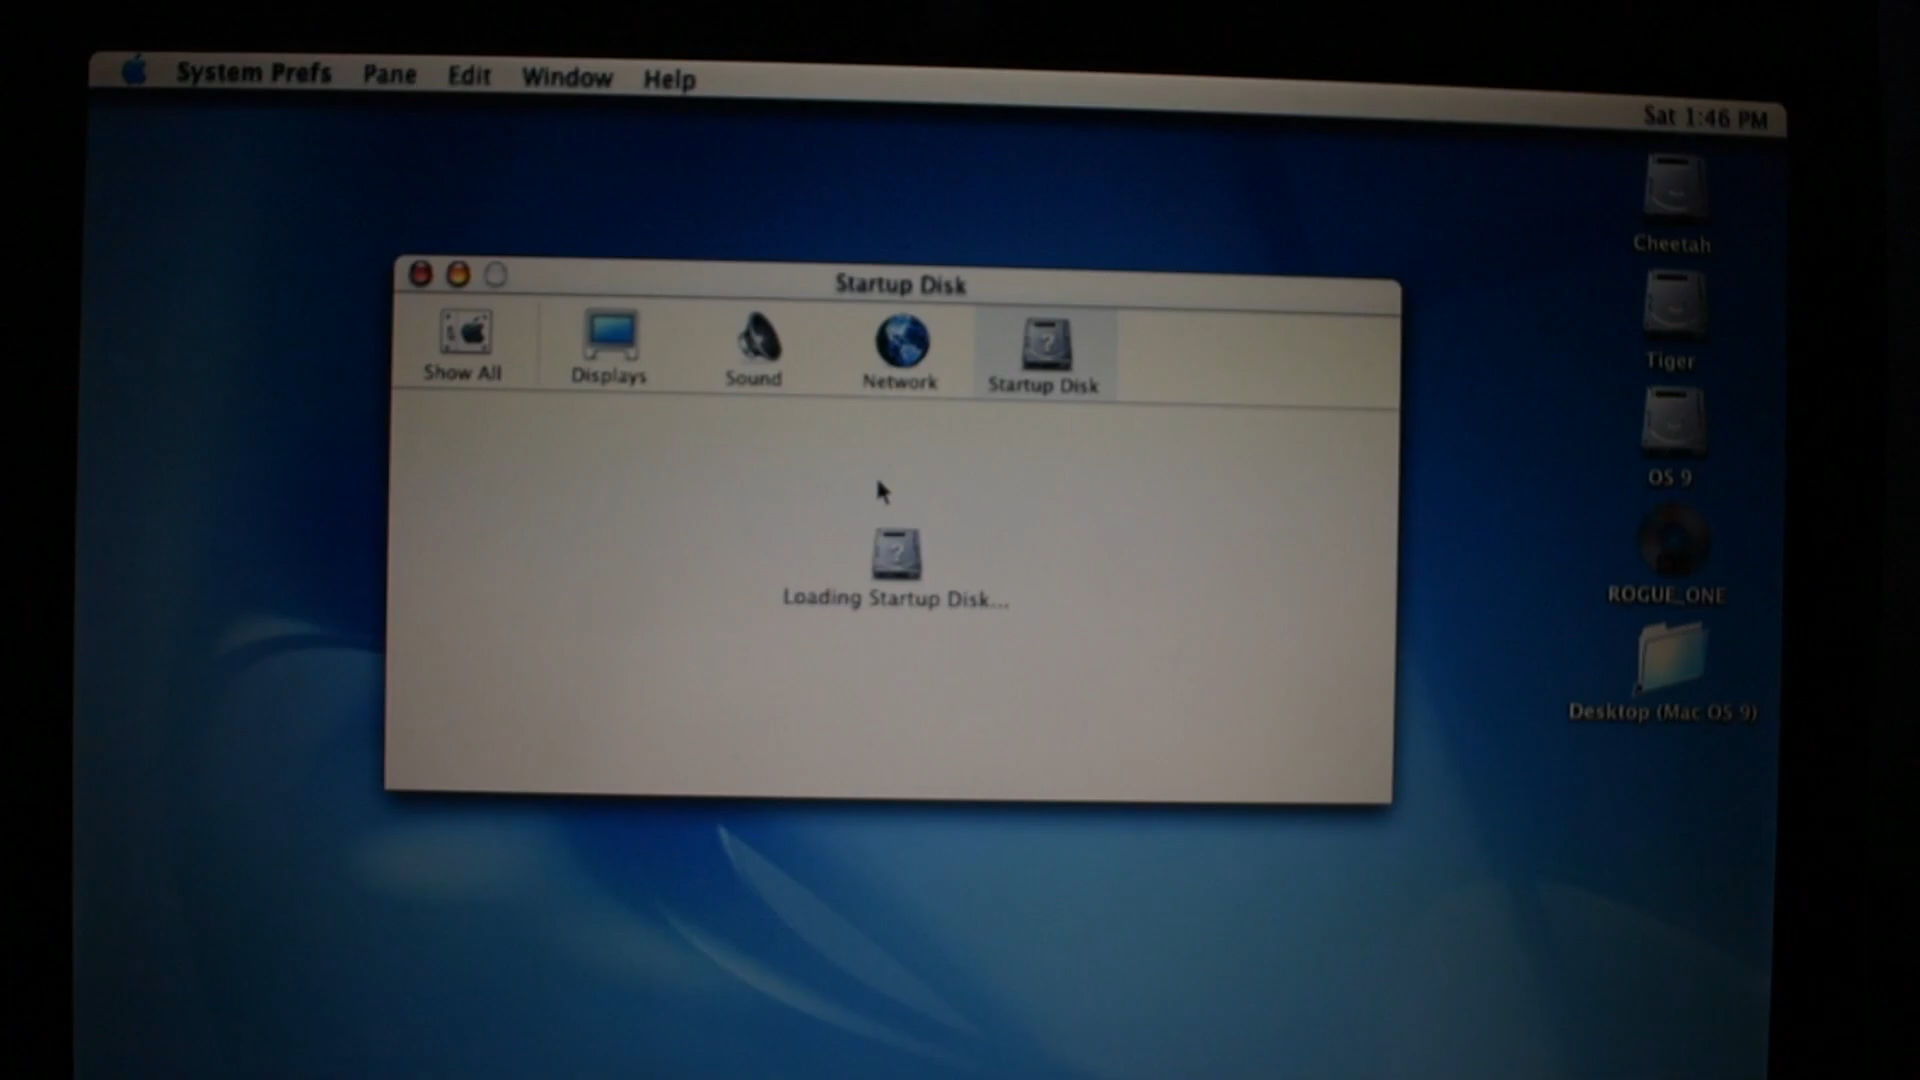 System Prefs Pane Edit Window Help
Sat 1:46 PM
Startup Disk
Show All Displays Sound Network Startup Disk
Loading Startup Disk...
Cheetah
Tiger
OS 9
ROGUE_ONE
Desktop (Mac OS 9)